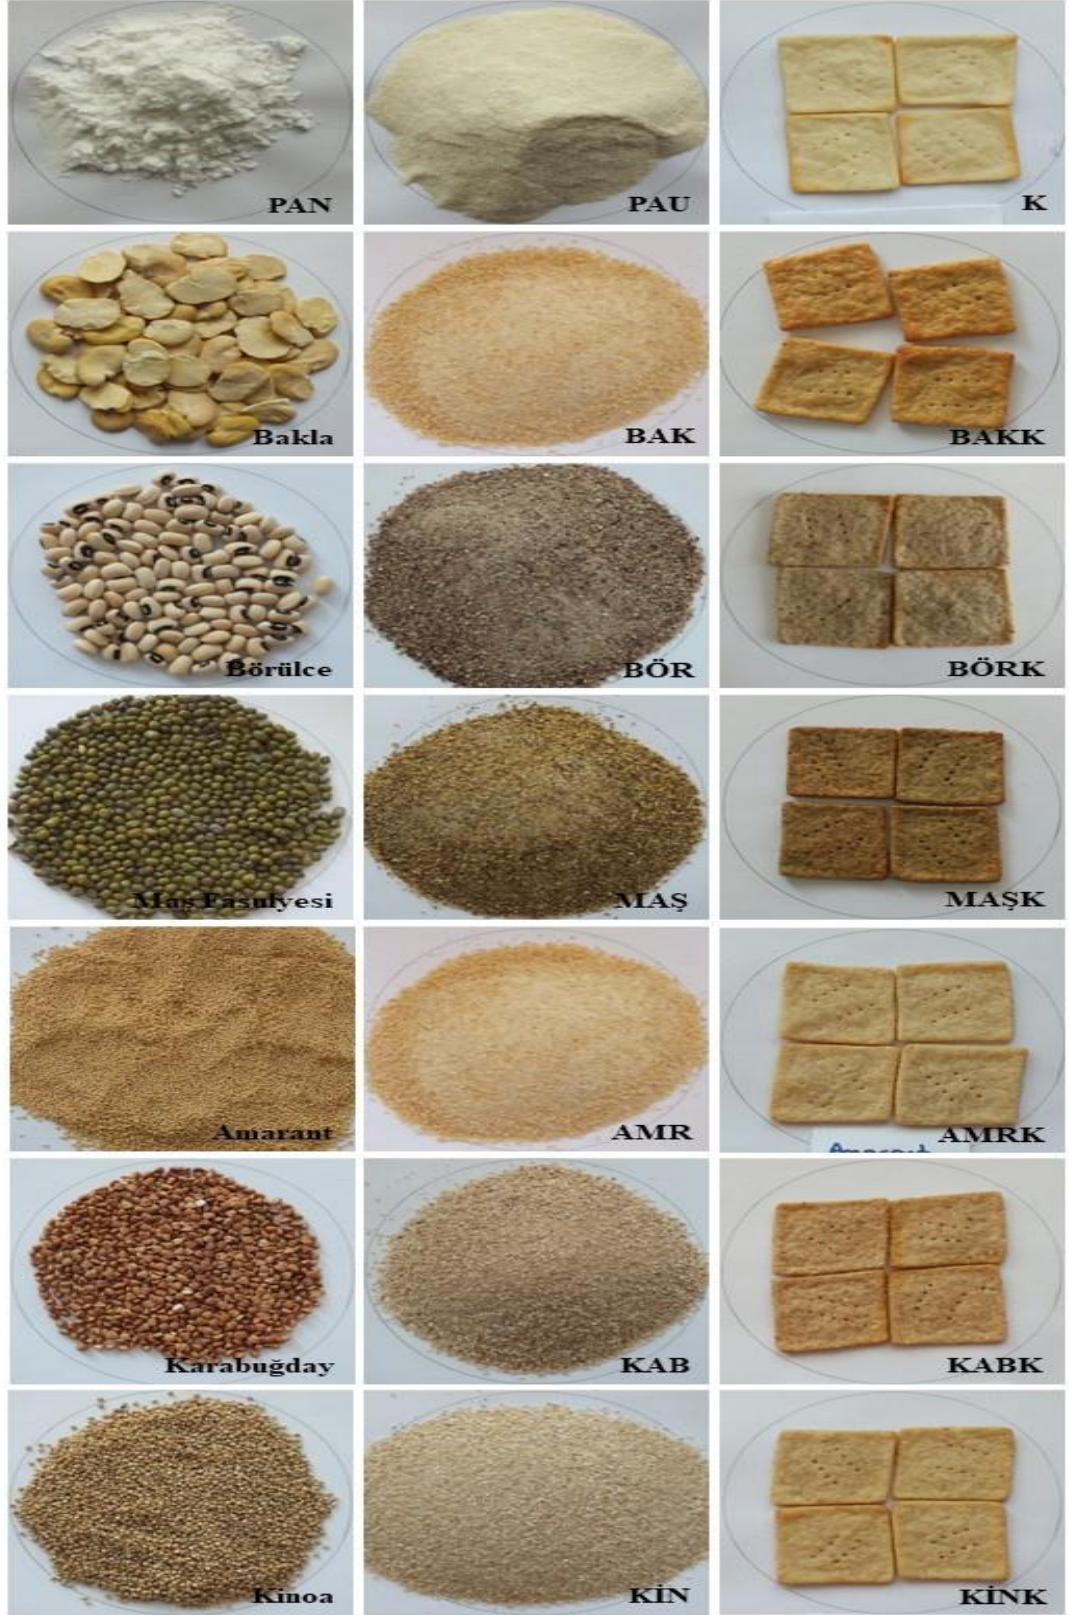 PAN
PAU
K
Bakla
BAK
BAKK
Börülce
BÖR
BÖRK
Maş Fasulyesi
MAŞ
MAŞK
Amarant
AMR
AMRK
Karabuğday
KAB
KABK
Kinoa
KİN
KİNK